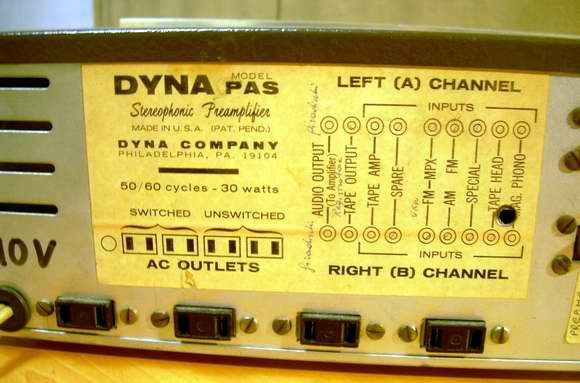 DYNA MODEL PAS
Stereophonic Preamplifier
MADE IN U.S.A. (PAT. PEND.)
DYNA COMPANY
PHILADELPHIA, PA. 19104
50/60 cycles - 30 watts
SWITCHED UNSWITCHED
AC OUTLETS
LEFT (A) CHANNEL
INPUTS
AUDIO OUTPUT
(To Amplifier)
TAPE OUTPUT
TAPE AMP
SPARE
FM-MPX
AM FM
SPECIAL
TAPE HEAD
MAG. PHONO
INPUTS
RIGHT (B) CHANNEL
10V